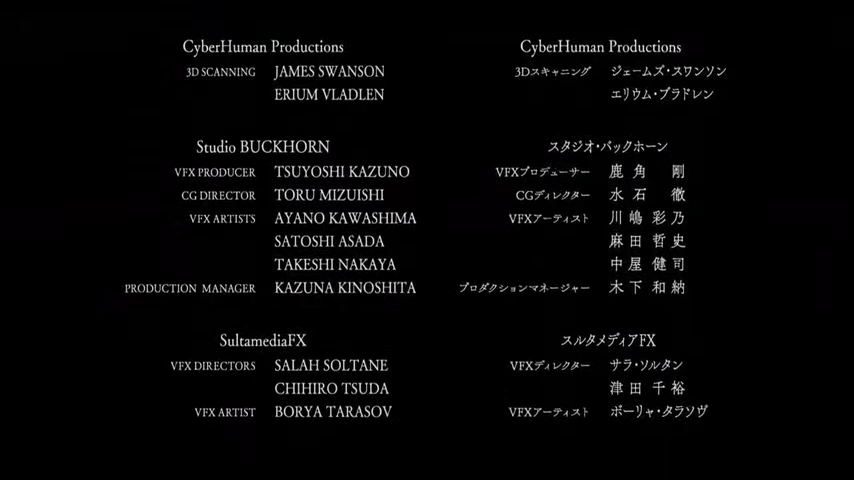 CyberHuman Productions
3D SCANNING JAMES SWANSON
ERIUM VLADLEN
Studio BUCKHORN
VFX PRODUCER TSUYOSHI KAZUNO
CG DIRECTOR TORU MIZUISHI
VFX ARTISTS AYANO KAWASHIMA
SATOSHI ASADA
TAKESHI NAKAYA
PRODUCTION MANAGER KAZUNA KINOSHITA
SultamediaFX
VFX DIRECTORS SALAH SOLTANE
CHIHIRO TSUDA
VFX ARTIST BORYA TARASOV
CyberHuman Productions
3Dスキャニング ジェームズ・スワンソン
エリウム・ブラドレン
スタジオ・バックホーン
VFXプロデューサー 鹿角 剛
CGディレクター 水石 徹
VFXアーティスト 川嶋彩乃
麻田哲史
中屋健司
プロダクションマネージャー 木下和納
スルタメディアFX
VFXディレクター サラ・ソルタン
津田千裕
VFXアーティスト ボーリャ・タラソヴ